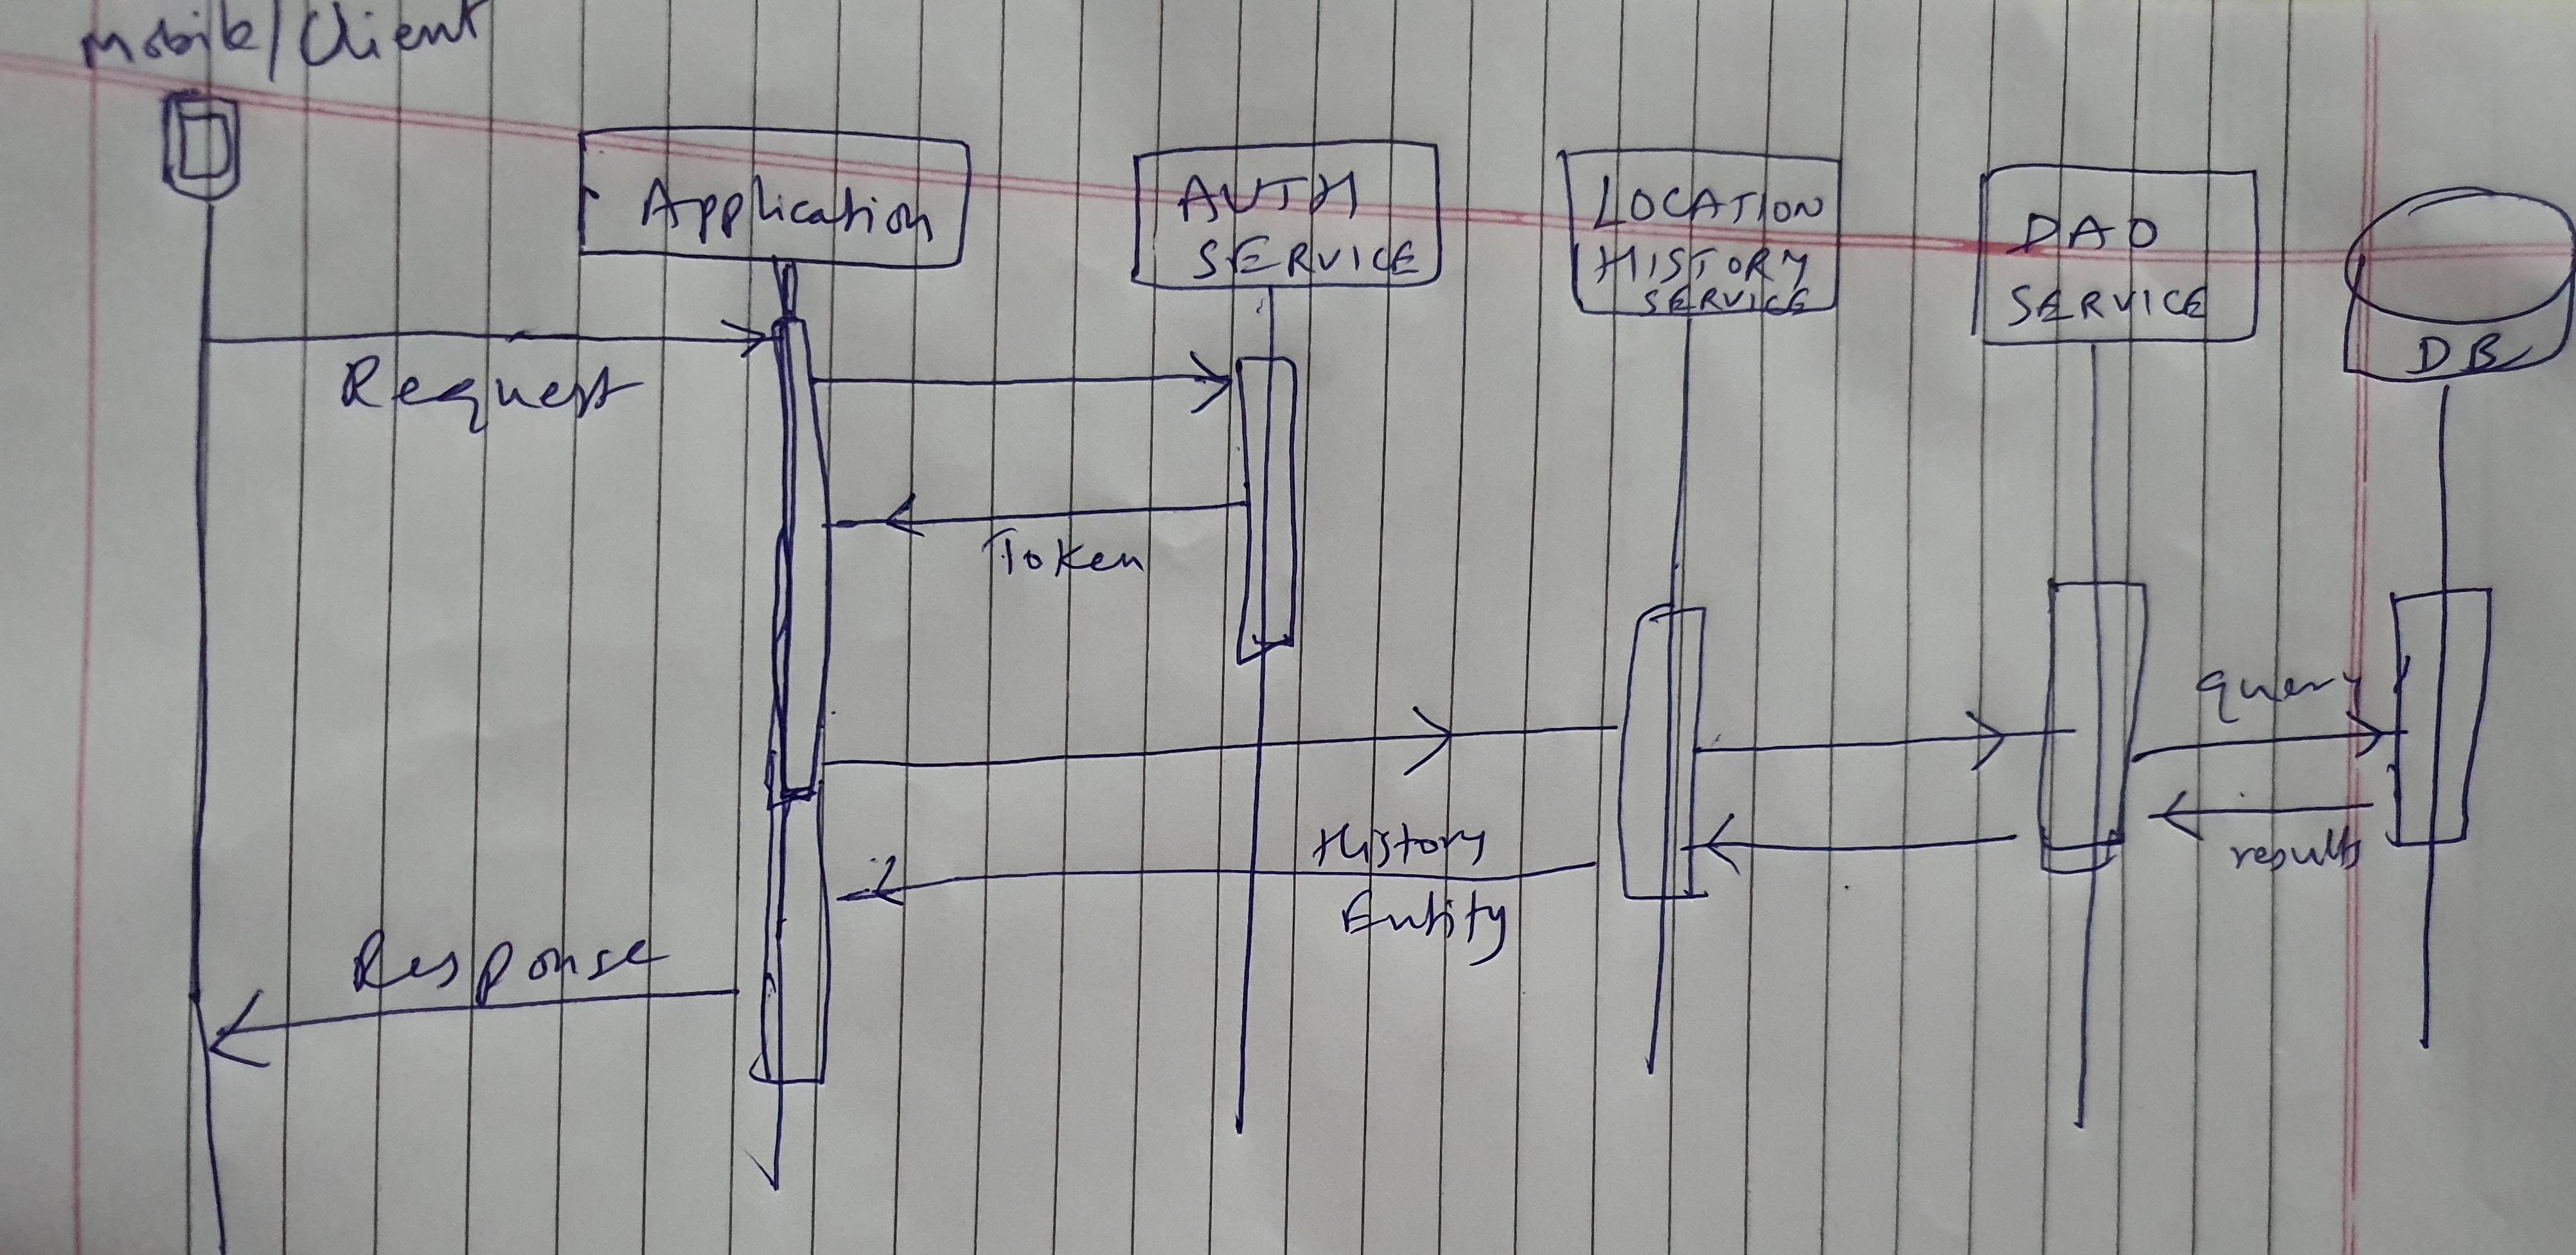 Mobile/Client
Application
AUTH
SERVICE
LOCATION
HISTORY
SERVICE
DAO
SERVICE
DB
Request
Token
query
History
results
Entity
Response